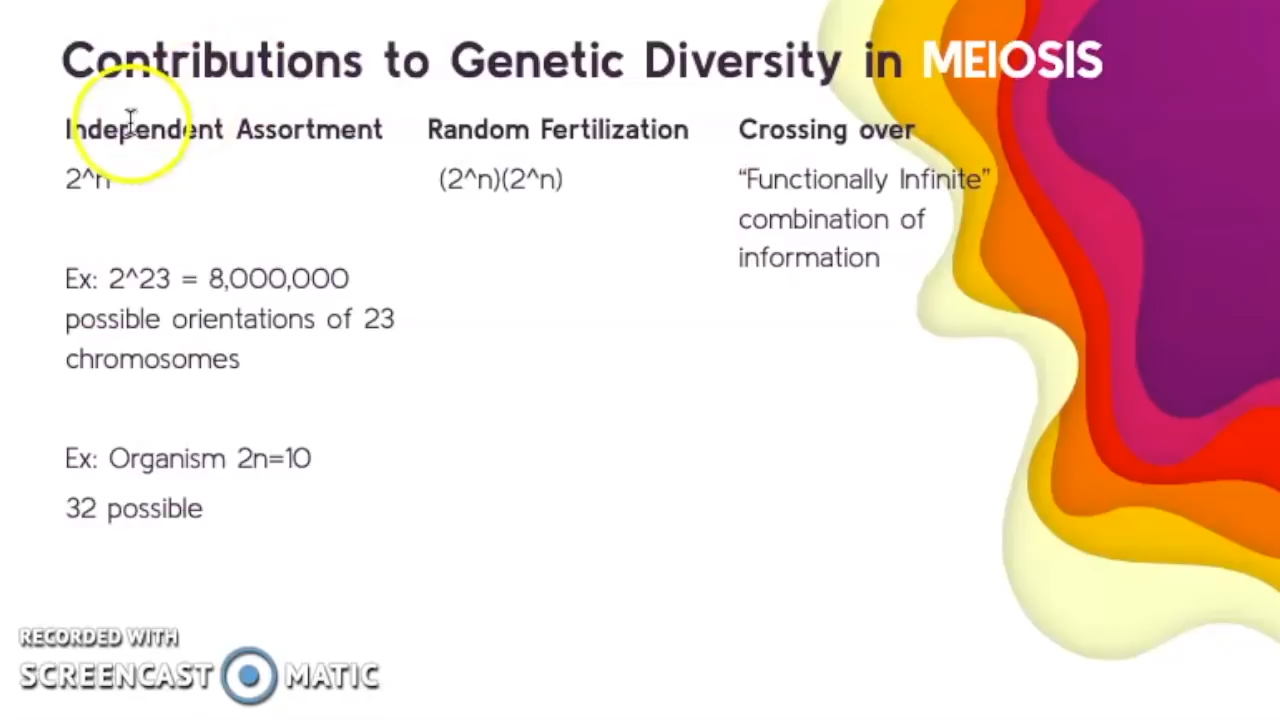 Contributions to Genetic Diversity in MEIOSIS
Independent Assortment
2^n
Ex: 2^23 = 8,000,000
possible orientations of 23
chromosomes
Ex: Organism 2n=10
32 possible
Random Fertilization
(2^n)(2^n)
Crossing over
“Functionally Infinite”
combination of
information
RECORDED WITH
SCREENCAST MATIC